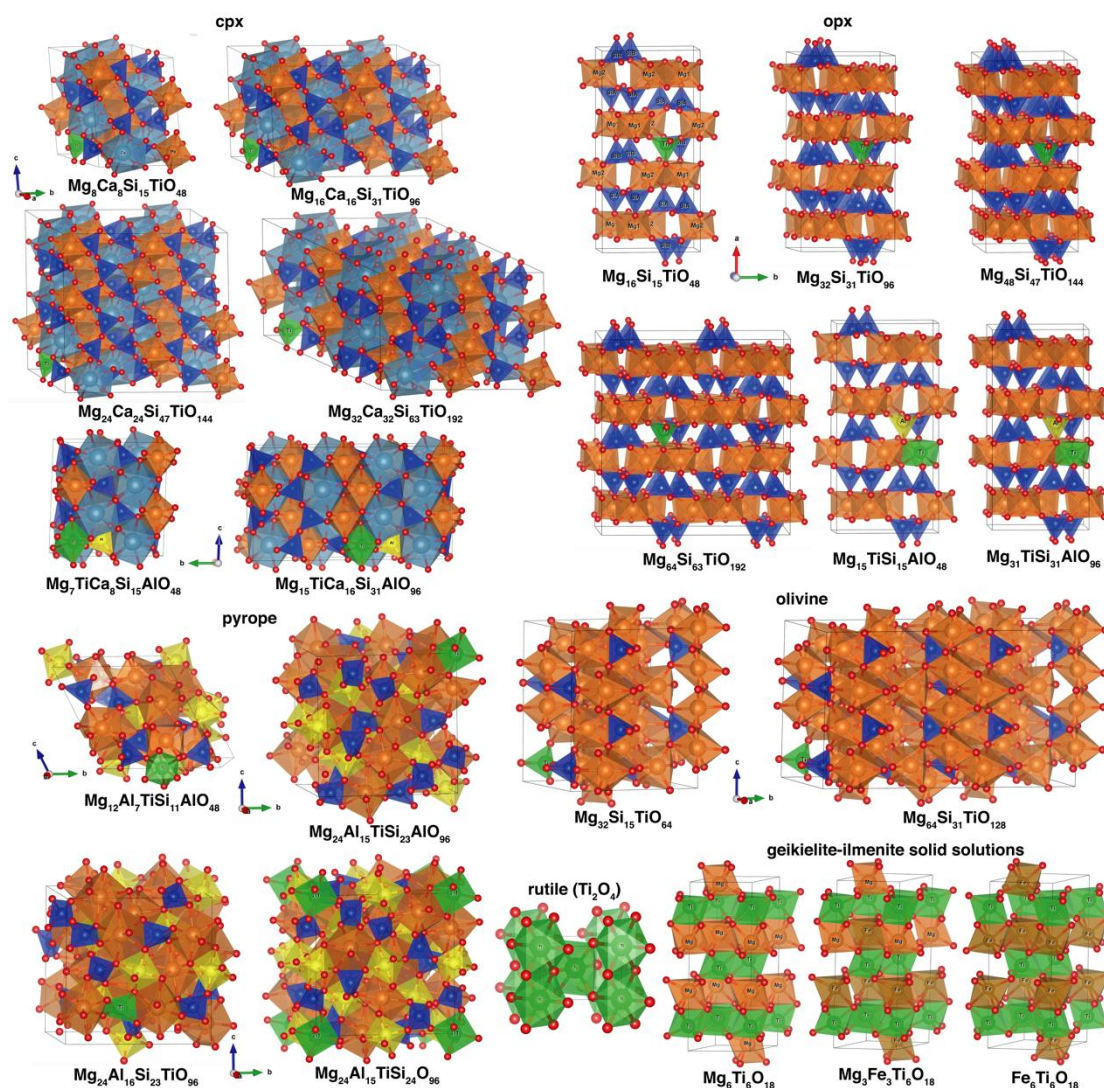 cpx
opx
Mg₈Ca₈Si₁₅TiO₄₈
Mg₁₆Ca₁₆Si₃₁TiO₉₆
Mg₁₆Si₁₅TiO₄₈
Mg₃₂Si₃₁TiO₉₆
Mg₄₈Si₄₇TiO₁₄₄
Mg₂₄Ca₂₄Si₄₇TiO₁₄₄
Mg₃₂Ca₃₂Si₆₃TiO₁₉₂
Mg₆₄Si₆₃TiO₁₉₂
Mg₁₅TiSi₁₅AlO₄₈
Mg₃₁TiSi₃₁AlO₉₆
Mg₇TiCa₈Si₁₅AlO₄₈
Mg₁₅TiCa₁₆Si₃₁AlO₉₆
pyrope
olivine
Mg₁₂Al₇TiSi₁₁AlO₄₈
Mg₂₄Al₁₅TiSi₂₃AlO₉₆
Mg₃₂Si₁₅TiO₆₄
Mg₆₄Si₃₁TiO₁₂₈
geikielite-ilmenite solid solutions
rutile (Ti₂O₄)
Mg₂₄Al₁₆Si₂₃TiO₉₆
Mg₂₄Al₁₅TiSi₂₄O₉₆
Mg₆Ti₆O₁₈
Mg₃Fe₃Ti₆O₁₈
Fe₆Ti₆O₁₈